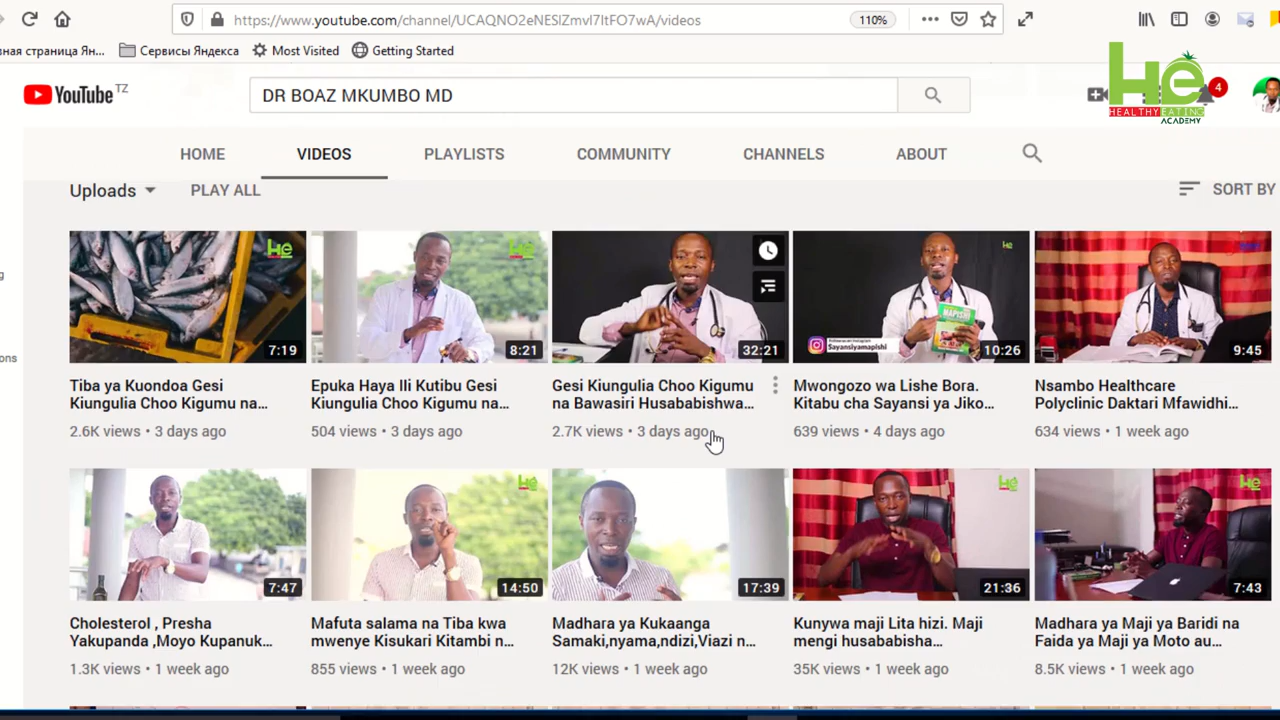 https://www.youtube.com/channel/UCAQNO2eNESlZmvl7ltFO7wA/videos
110%
ная страница Ян...
Сервисы Яндекса
Most Visited
Getting Started
YouTube TZ
DR BOAZ MKUMBO MD
4
He
HEALTHY EATING
ACADEMY
HOME
VIDEOS
PLAYLISTS
COMMUNITY
CHANNELS
ABOUT
Uploads
PLAY ALL
SORT BY
7:19
8:21
32:21
MAPISHI
Sayansiyamapishi
10:26
9:45
Tiba ya Kuondoa Gesi
Kiungulia Choo Kigumu na...
2.6K views • 3 days ago
Epuka Haya Ili Kutibu Gesi
Kiungulia Choo Kigumu na...
504 views • 3 days ago
Gesi Kiungulia Choo Kigumu
na Bawasiri Husababishwa...
2.7K views • 3 days ago
Mwongozo wa Lishe Bora.
Kitabu cha Sayansi ya Jiko...
639 views • 4 days ago
Nsambo Healthcare
Polyclinic Daktari Mfawidhi...
634 views • 1 week ago
7:47
14:50
17:39
21:36
7:43
Cholesterol , Presha
Yakupanda ,Moyo Kupanuk...
1.3K views • 1 week ago
Mafuta salama na Tiba kwa
mwenye Kisukari Kitambi n...
855 views • 1 week ago
Madhara ya Kukaanga
Samaki,nyama,ndizi,Viazi n...
12K views • 1 week ago
Kunywa maji Lita hizi. Maji
mengi husababisha...
35K views • 1 week ago
Madhara ya Maji ya Baridi na
Faida ya Maji ya Moto au...
8.5K views • 1 week ago